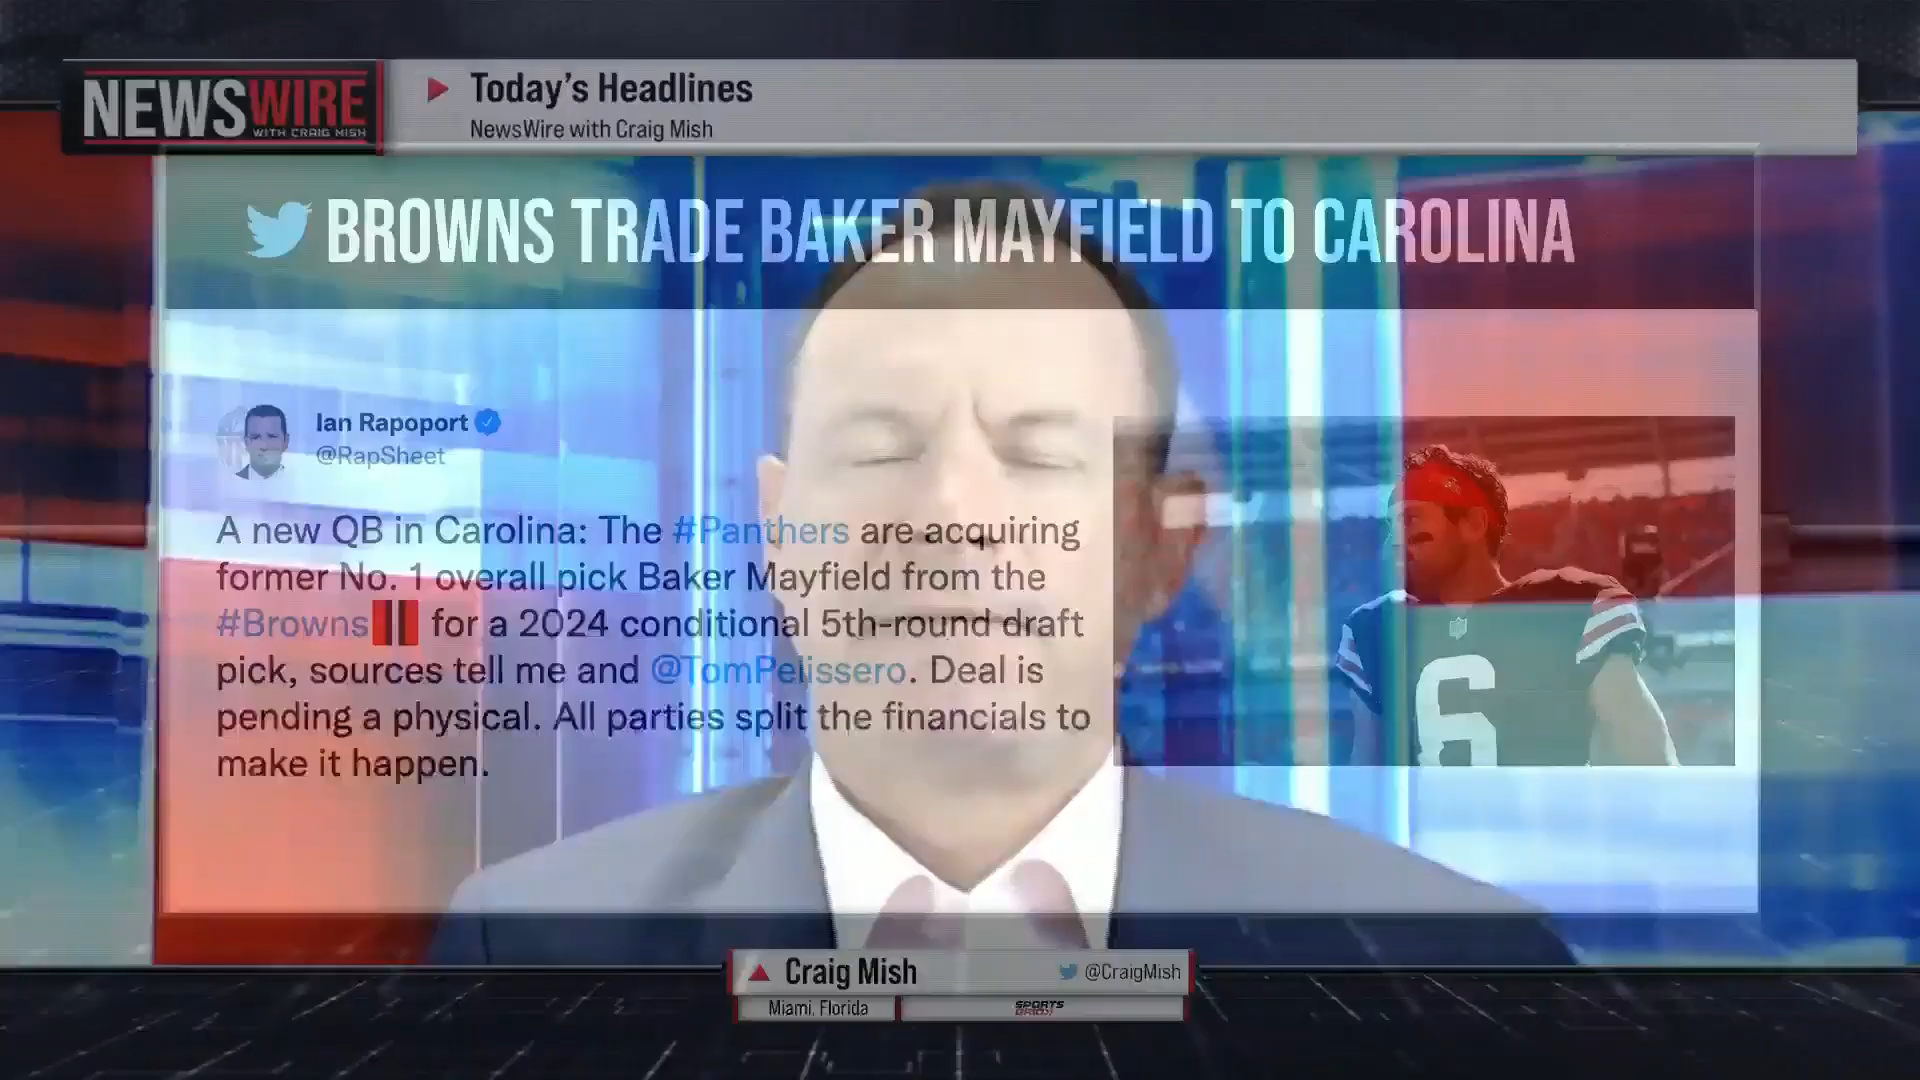 NEWSWIRE
WITH CRAIG MISH
Today's Headlines
NewsWire with Craig Mish
BROWNS TRADE BAKER MAYFIELD TO CAROLINA
Ian Rapoport
@RapSheet
A new QB in Carolina: The #Panthers are acquiring
former No. 1 overall pick Baker Mayfield from the
#Browns for a 2024 conditional 5th-round draft
pick, sources tell me and @TomPelissero. Deal is
pending a physical. All parties split the financials to
make it happen.
6
Craig Mish
@CraigMish
Miami, Florida
SPORTS
GRID